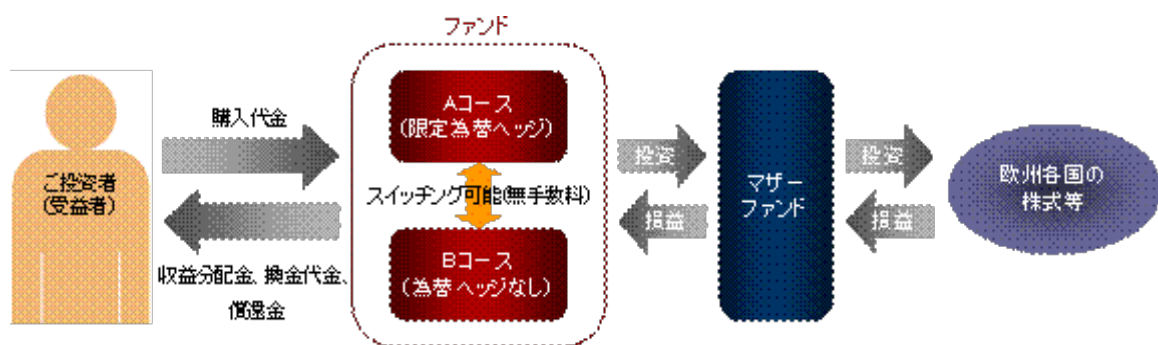 ファンド
ご投資者
(受益者)
購入代金
収益分配金、換金代金、
償還金
Aコース
(限定為替ヘッジ)
スイッチング可能(無手数料)
Bコース
(為替ヘッジなし)
投資
損益
マザー
ファンド
投資
損益
欧州各国の
株式等